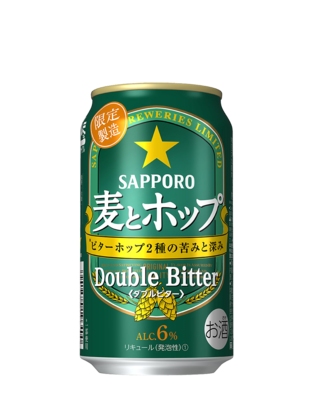 限定
製造
SAPPORO BREWERIES LIMITED
SAPPORO
麦とホップ
ビターホップ2種の苦みと深み
Double Bitter
〈ダブルビター〉
ALC.6%
お酒
リキュール(発泡性)①